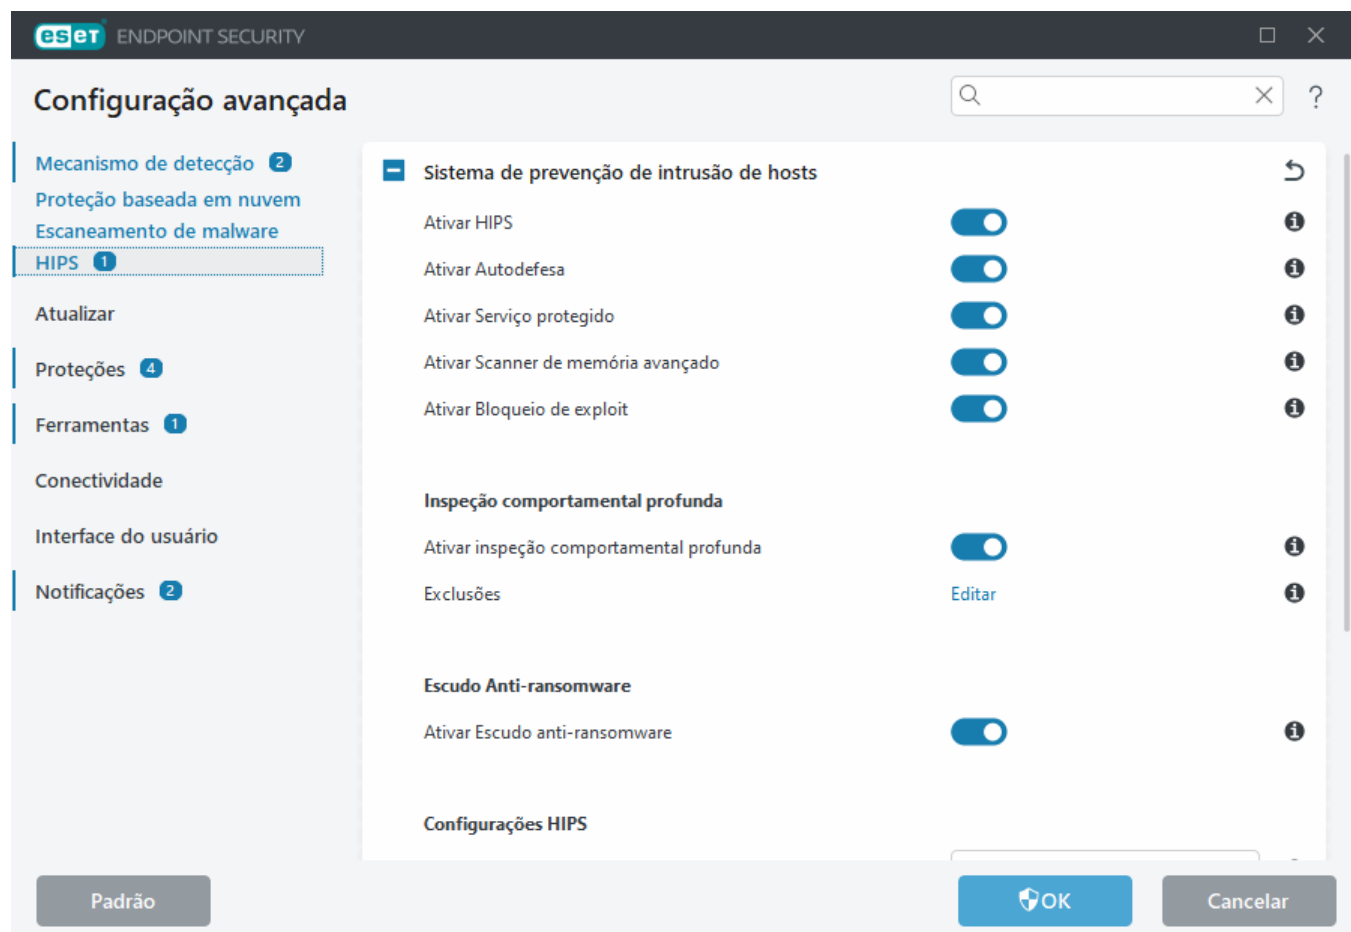 eset ENDPOINT SECURITY
Configuração avançada
?
Mecanismo de detecção 2
Proteção baseada em nuvem
Escaneamento de malware
HIPS 1
Atualizar
Proteções 4
Ferramentas 1
Conectividade
Interface do usuário
Notificações 2
Sistema de prevenção de intrusão de hosts
Ativar HIPS
Ativar Autodefesa
Ativar Serviço protegido
Ativar Scanner de memória avançado
Ativar Bloqueio de exploit
Inspeção comportamental profunda
Ativar inspeção comportamental profunda
Exclusões Editar
Escudo Anti-ransomware
Ativar Escudo anti-ransomware
Configurações HIPS
Padrão
OK
Cancelar